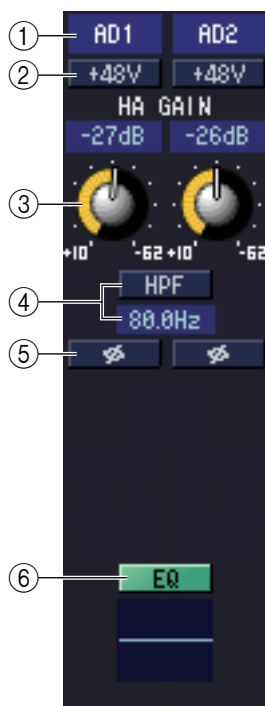 ① AD1 AD2
② +48V +48V
HA GAIN
-27dB -26dB
③
+10 -62 +10 -62
④ HPF
80.0Hz
⑤ ø ø
⑥ EQ